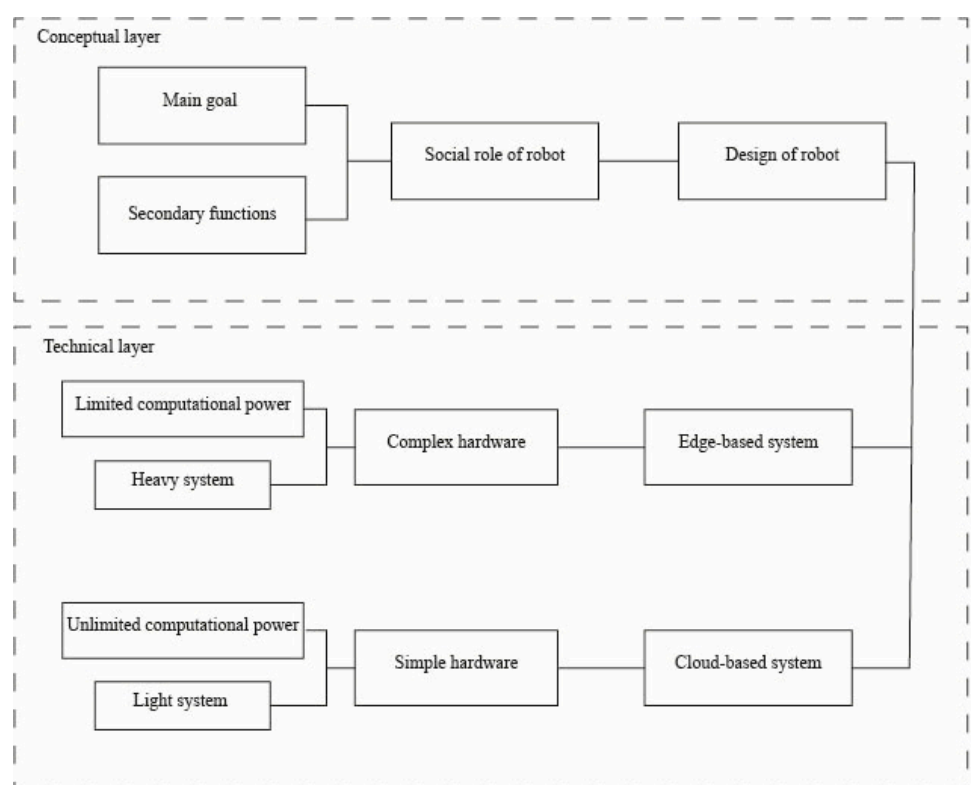 Conceptual layer
Main goal
Social role of robot
Design of robot
Secondary functions
Technical layer
Limited computational power
Complex hardware
Edge-based system
Heavy system
Unlimited computational power
Simple hardware
Cloud-based system
Light system